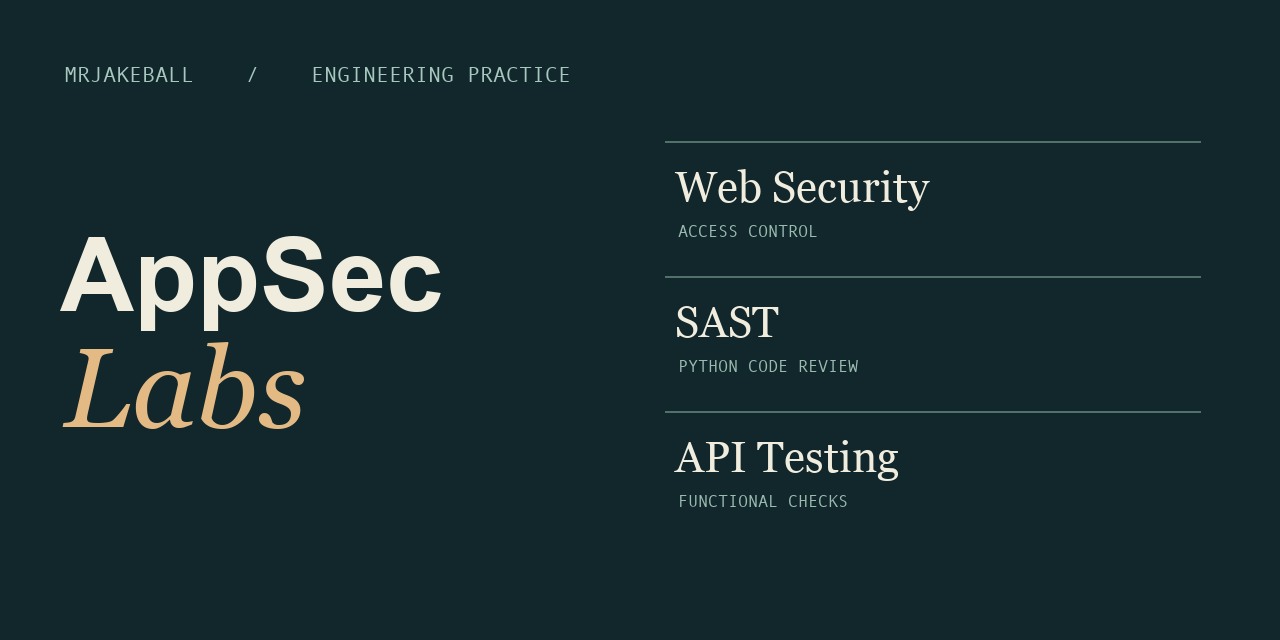 MRJAKEBALL / ENGINEERING PRACTICE
AppSec
Labs
Web Security
ACCESS CONTROL
SAST
PYTHON CODE REVIEW
API Testing
FUNCTIONAL CHECKS